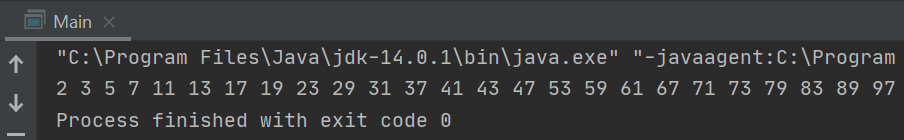 Main
"C:\Program Files\Java\jdk-14.0.1\bin\java.exe" "-javaagent:C:\Program
2 3 5 7 11 13 17 19 23 29 31 37 41 43 47 53 59 61 67 71 73 79 83 89 97
Process finished with exit code 0